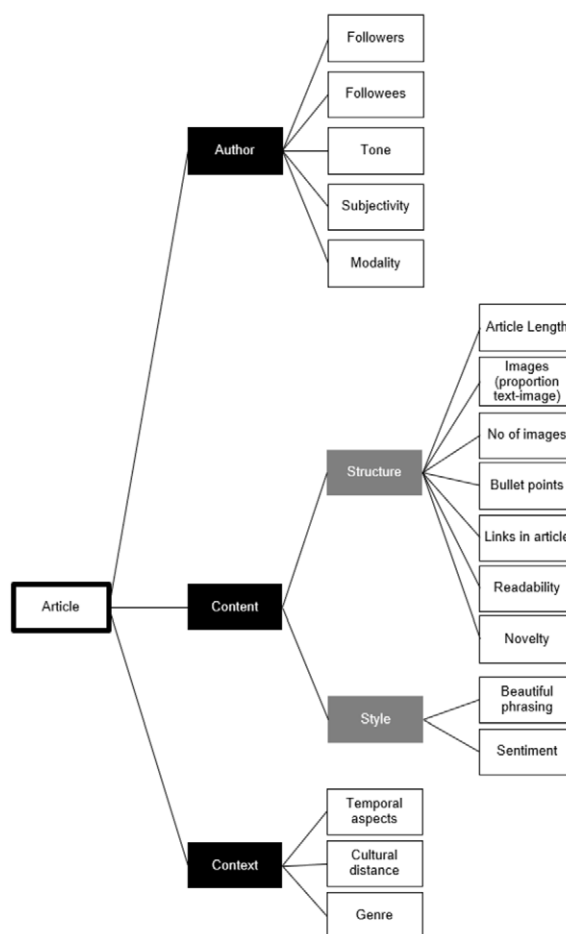 Followers
Followees
Author
Tone
Subjectivity
Modality
Article Length
Images
(proportion
text-image)
No of images
Structure
Bullet points
Links in article
Readability
Article
Content
Novelty
Beautiful
phrasing
Style
Sentiment
Temporal
aspects
Context
Cultural
distance
Genre